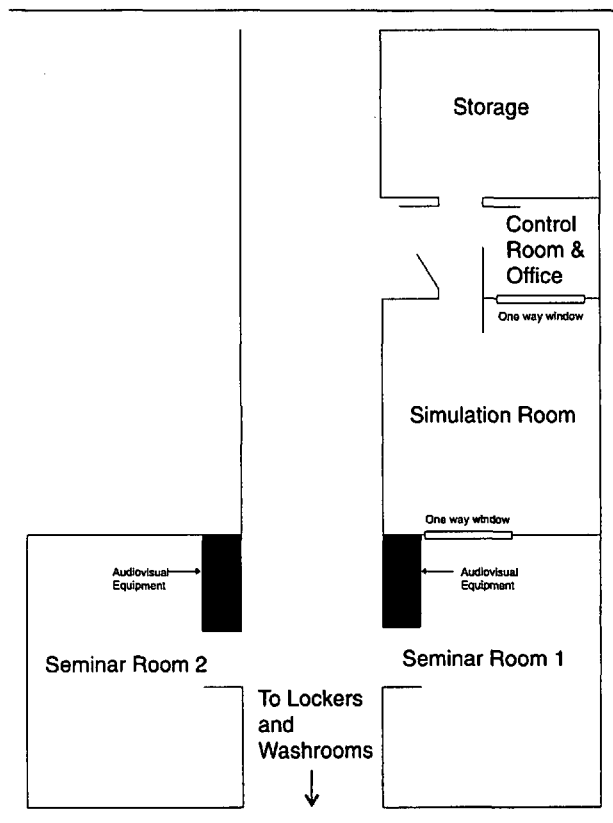 Storage
Control
Room &
Office
One way window
Simulation Room
One way window
Audiovisual
Equipment
Audiovisual
Equipment
Seminar Room 2
Seminar Room 1
To Lockers
and
Washrooms